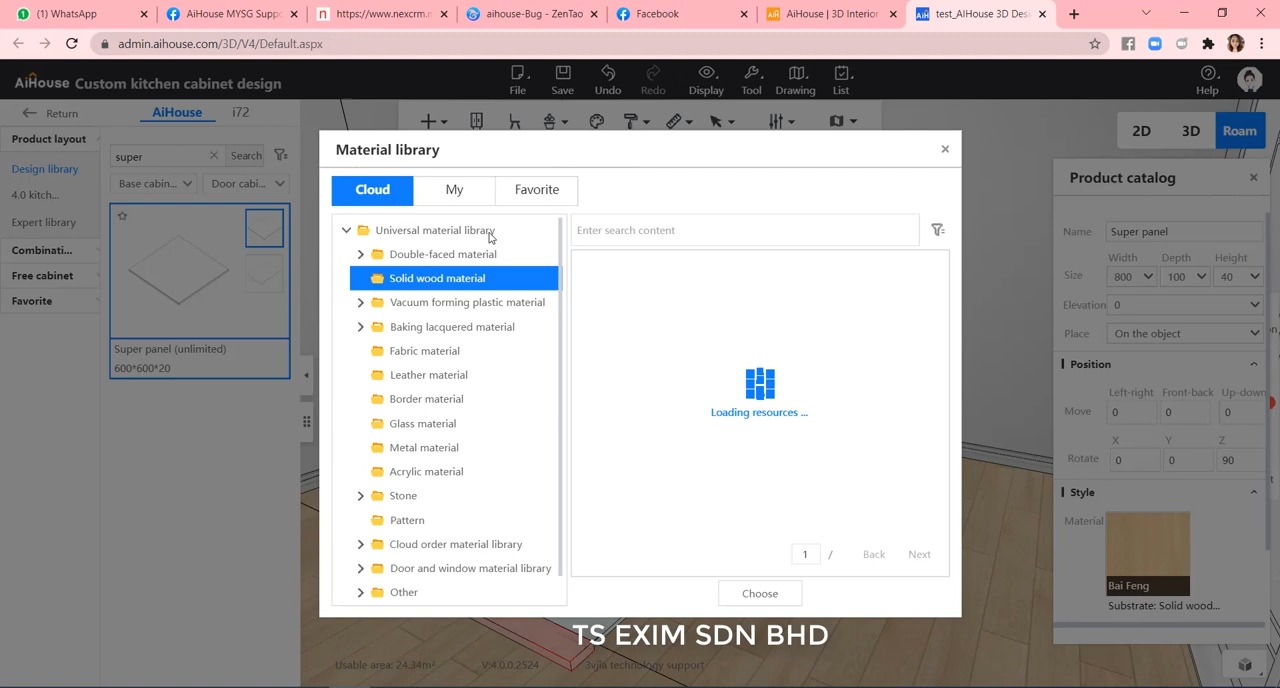 WhatsApp
AiHouse MYSG Supp
https://www.nexcrm.n
aihouse-Bug - ZenTao
Facebook
AiHouse | 3D Interior
test_AIHouse 3D Des
admin.aihouse.com/3D/V4/Default.aspx
AiHouse Custom kitchen cabinet design
File
Save
Undo
Redo
Display
Tool
Drawing
List
Help
Return
AiHouse
i72
Product layout
Design library
4.0 kitch...
Expert library
Combinati...
Free cabinet
Favorite
super
Search
Base cabin...
Door cabi...
Super panel (unlimited)
600*600*20
2D
3D
Roam
Material library
Cloud
My
Favorite
Universal material library
Double-faced material
Solid wood material
Vacuum forming plastic material
Baking lacquered material
Fabric material
Leather material
Border material
Glass material
Metal material
Acrylic material
Stone
Pattern
Cloud order material library
Door and window material library
Other
Enter search content
Loading resources ...
1 /
Back
Next
Choose
Product catalog
Name
Super panel
Width
Depth
Height
Size
800
100
40
Elevation
0
Place
On the object
Position
Left-right
Front-back
Up-down
Move
0
0
0
X
Y
Z
Rotate
0
0
90
Style
Material
Bai Feng
Substrate: Solid wood...
TS EXIM SDN BHD
Usable area: 24.34m²
V:4.0.0.2524
3vjia technology support